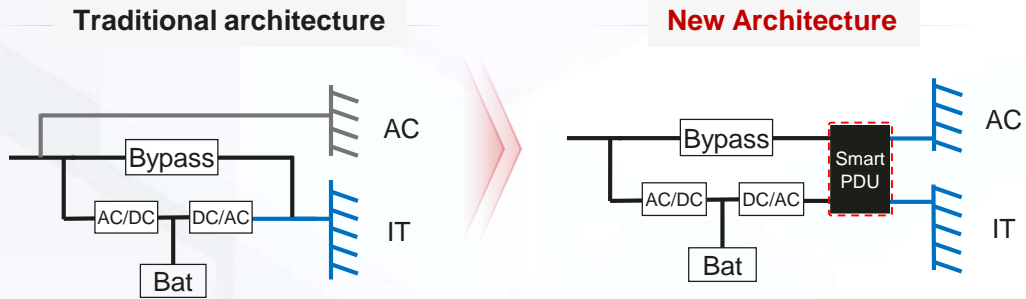 Traditional architecture
New Architecture
AC
Bypass
AC/DC
DC/AC
IT
Bat
AC
Bypass
Smart
PDU
AC/DC
DC/AC
IT
Bat